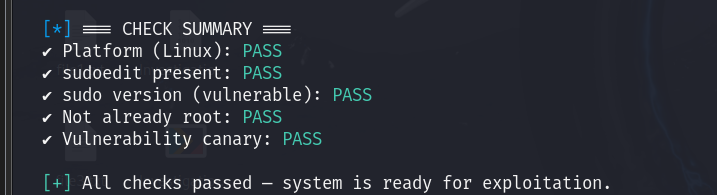 [*] === CHECK SUMMARY ===
✔ Platform (Linux): PASS
✔ sudoedit present: PASS
✔ sudo version (vulnerable): PASS
✔ Not already root: PASS
✔ Vulnerability canary: PASS
[+] All checks passed — system is ready for exploitation.